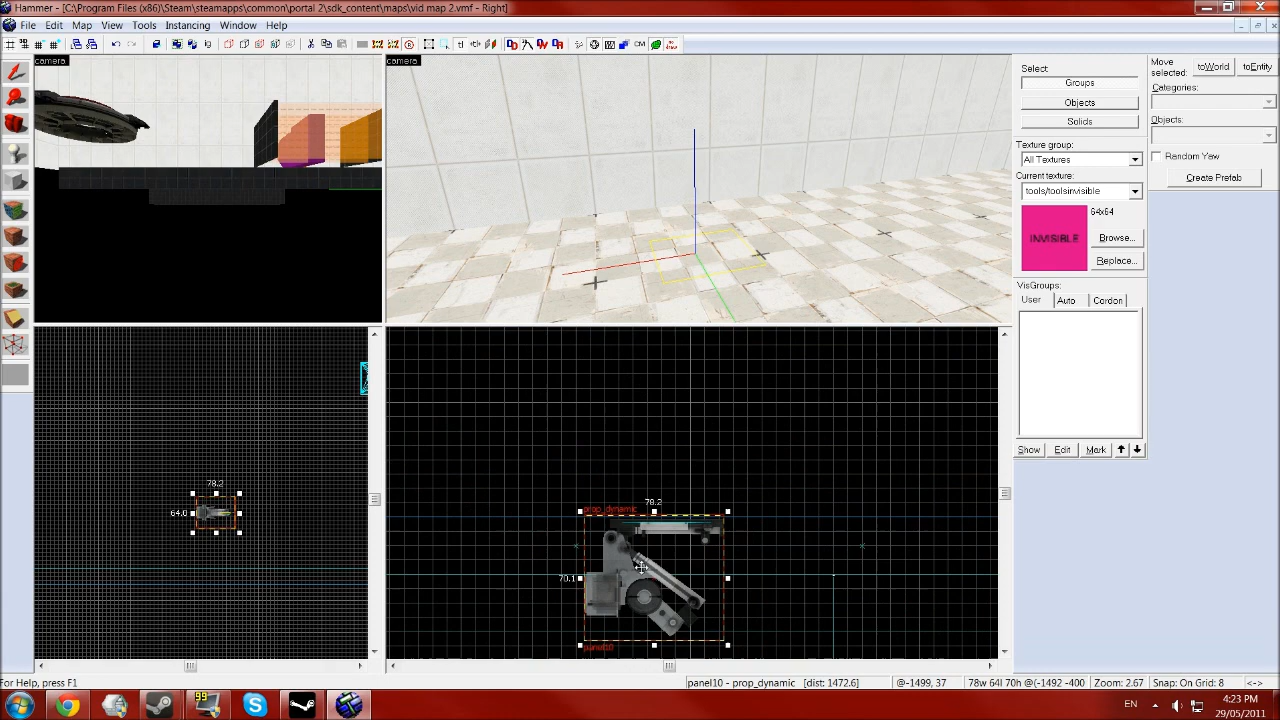 Hammer - [C:\Program Files (x86)\Steam\steamapps\common\portal 2\sdk_content\maps\vid map 2.vmf - Right]
File Edit Map View Tools Instancing Window Help
CM
camera
camera
Select
Groups
Objects
Solids
Texture group:
All Textures
Current texture:
tools/toolsinvisible
INVISIBLE
64x64
Browse...
Replace...
VisGroups:
User Auto Cordon
Show Edit Mark
Move selected:
toWorld toEntity
Categories:
Objects:
Random Yaw
Create Prefab
78.2
64.0
78.2
prop_dynamic
70.1
panel10
For Help, press F1
panel10 - prop_dynamic [dist: 1472.6]
@-1499, 37
78w 64l 70h @(-1492 -400
Zoom: 2.67
Snap: On Grid: 8
<->
99
EN
4:23 PM
29/05/2011